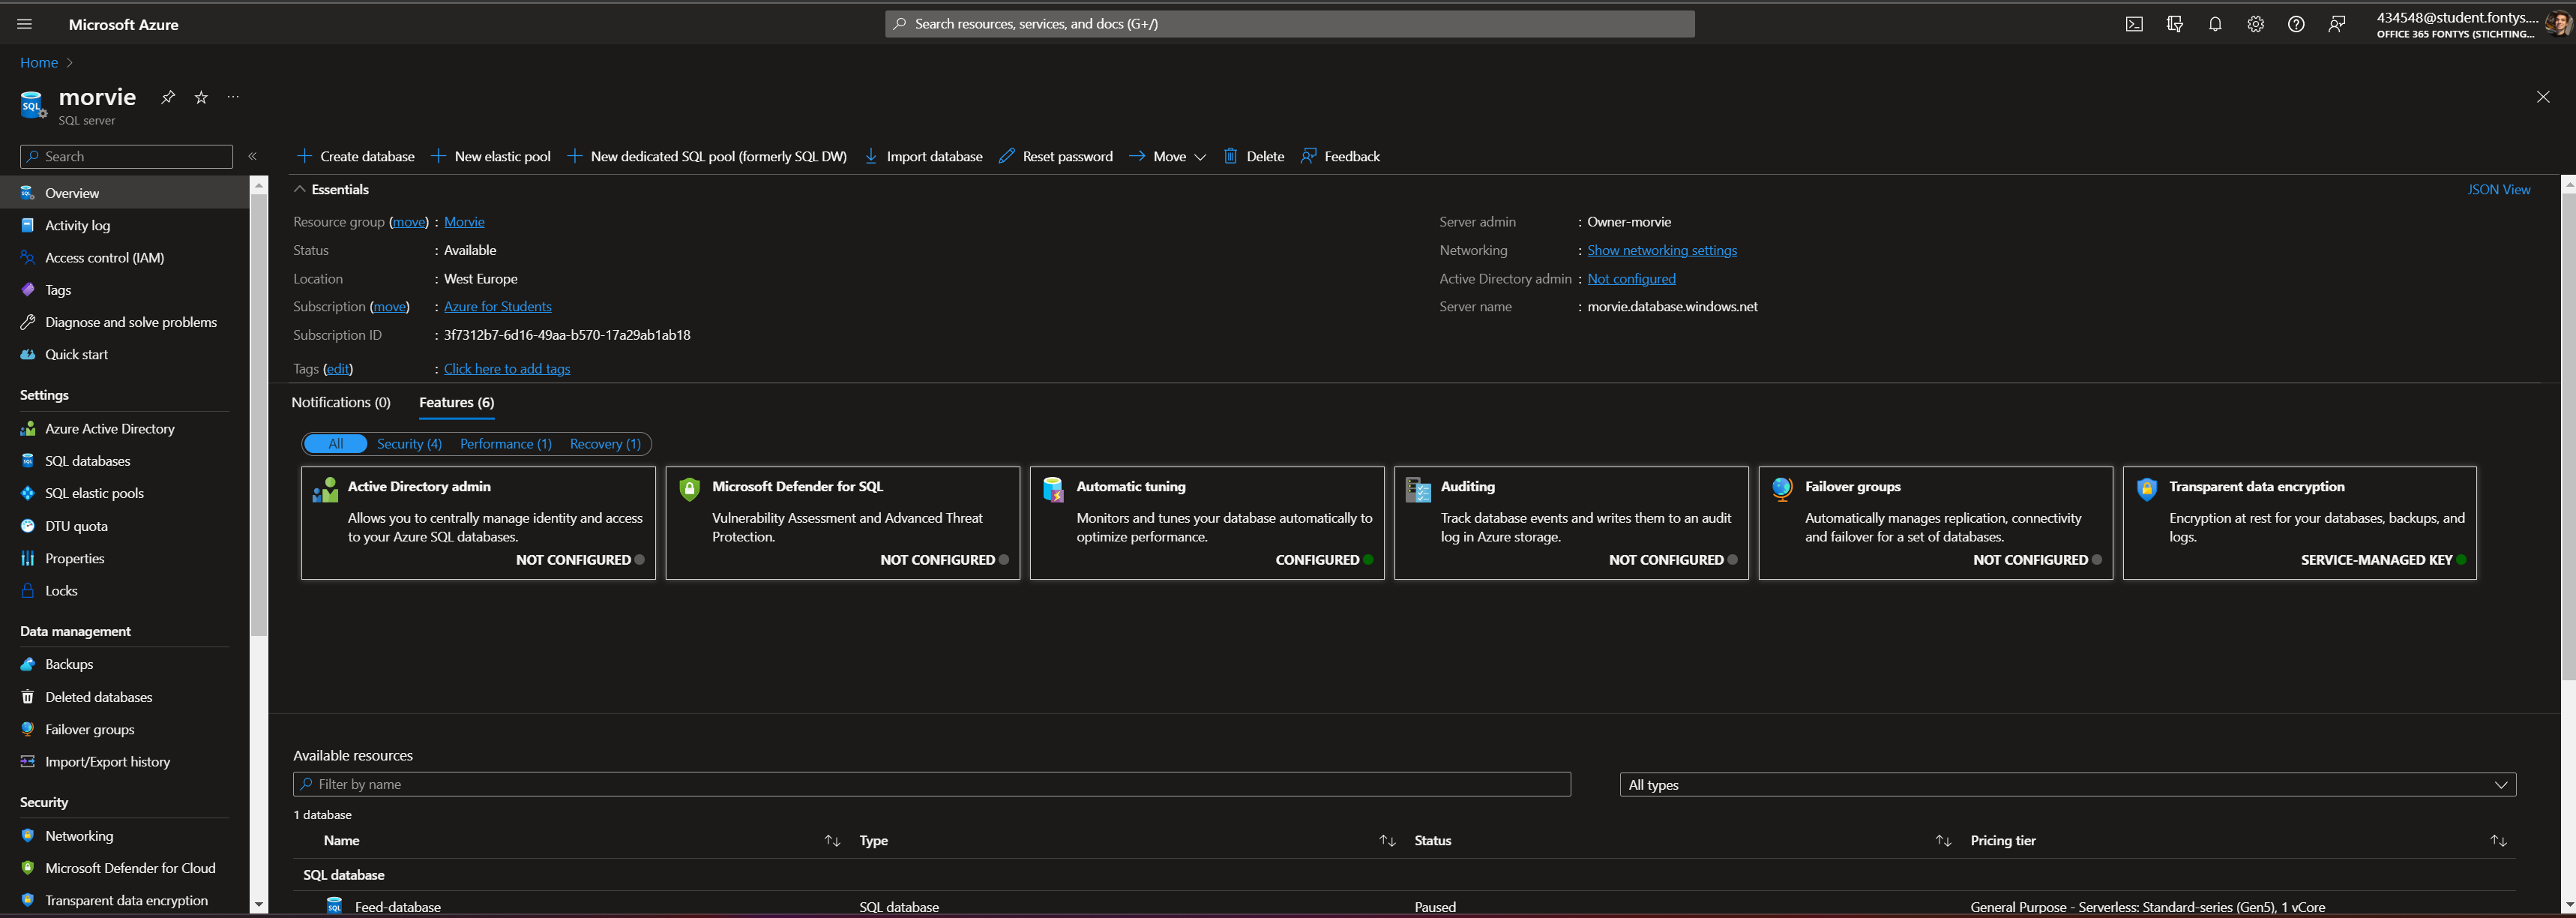 Microsoft Azure
Search resources, services, and docs (G+/)
434548@student.fontys....
OFFICE 365 FONTYS (STICHTING...
Home
morvie
SQL server
Search
Create database
New elastic pool
New dedicated SQL pool (formerly SQL DW)
Import database
Reset password
Move
Delete
Feedback
Overview
Activity log
Access control (IAM)
Tags
Diagnose and solve problems
Quick start
Settings
Azure Active Directory
SQL databases
SQL elastic pools
DTU quota
Properties
Locks
Data management
Backups
Deleted databases
Failover groups
Import/Export history
Security
Networking
Microsoft Defender for Cloud
Transparent data encryption
Essentials
JSON View
Resource group (move) : Morvie
Status : Available
Location : West Europe
Subscription (move) : Azure for Students
Subscription ID : 3f7312b7-6d16-49aa-b570-17a29ab1ab18
Tags (edit) : Click here to add tags
Server admin : Owner-morvie
Networking : Show networking settings
Active Directory admin : Not configured
Server name : morvie.database.windows.net
Notifications (0)
Features (6)
All
Security (4)
Performance (1)
Recovery (1)
Active Directory admin
Allows you to centrally manage identity and access
to your Azure SQL databases.
NOT CONFIGURED
Microsoft Defender for SQL
Vulnerability Assessment and Advanced Threat
Protection.
NOT CONFIGURED
Automatic tuning
Monitors and tunes your database automatically to
optimize performance.
CONFIGURED
Auditing
Track database events and writes them to an audit
log in Azure storage.
NOT CONFIGURED
Failover groups
Automatically manages replication, connectivity
and failover for a set of databases.
NOT CONFIGURED
Transparent data encryption
Encryption at rest for your databases, backups, and
logs.
SERVICE-MANAGED KEY
Available resources
Filter by name
All types
1 database
Name
Type
Status
Pricing tier
SQL database
Feed-database
SQL database
Paused
General Purpose - Serverless: Standard-series (Gen5), 1 vCore